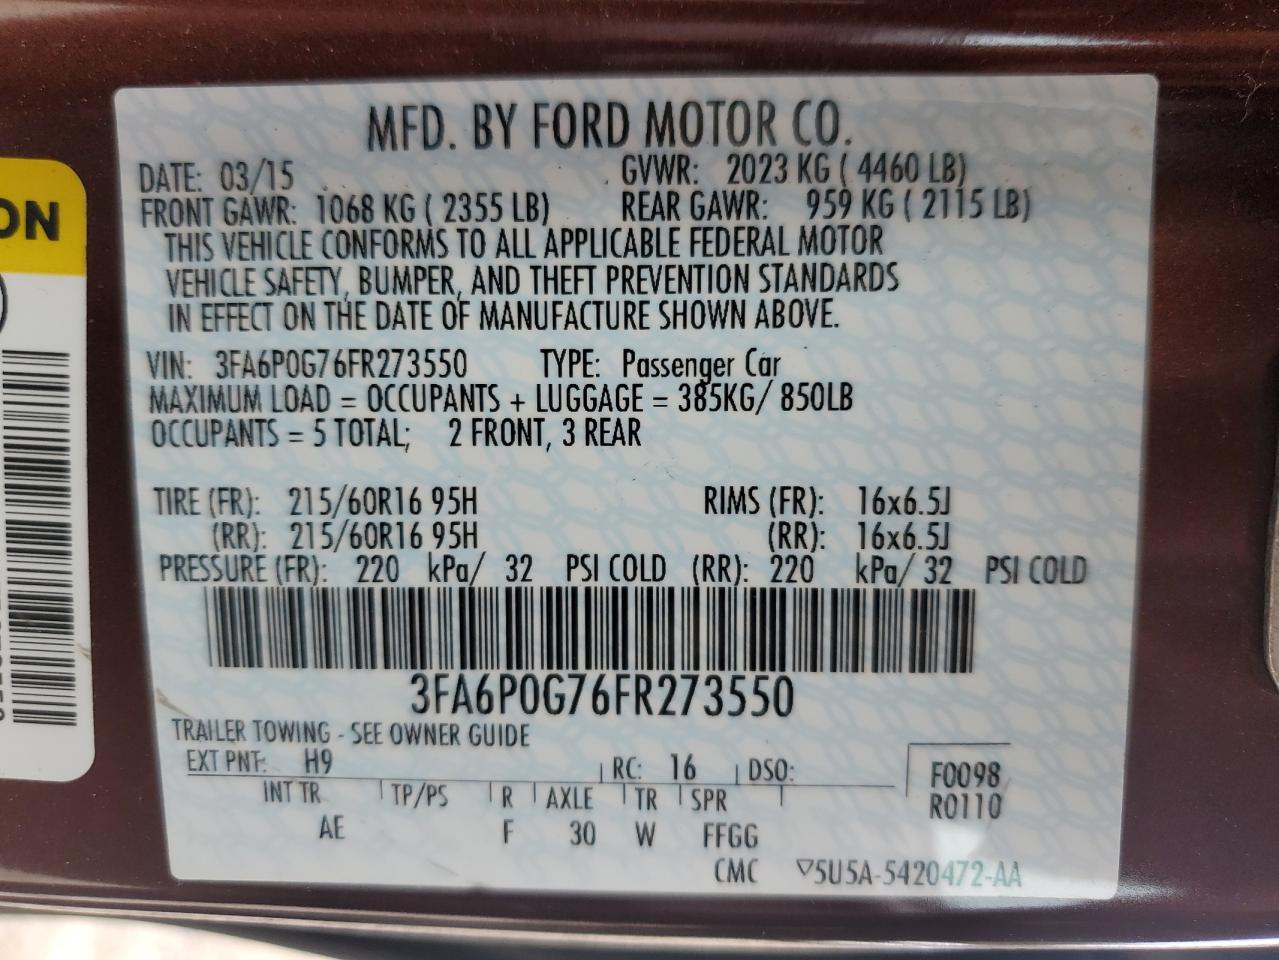 MFD. BY FORD MOTOR CO.
DATE: 03/15 GVWR: 2023 KG ( 4460 LB)
FRONT GAWR: 1068 KG ( 2355 LB) REAR GAWR: 959 KG ( 2115 LB)
THIS VEHICLE CONFORMS TO ALL APPLICABLE FEDERAL MOTOR
VEHICLE SAFETY, BUMPER, AND THEFT PREVENTION STANDARDS
IN EFFECT ON THE DATE OF MANUFACTURE SHOWN ABOVE.
VIN: 3FA6P0G76FR273550 TYPE: Passenger Car
MAXIMUM LOAD = OCCUPANTS + LUGGAGE = 385KG/ 850LB
OCCUPANTS = 5 TOTAL; 2 FRONT, 3 REAR
TIRE (FR): 215/60R16 95H RIMS (FR): 16x6.5J
(RR): 215/60R16 95H (RR): 16x6.5J
PRESSURE (FR): 220 kPa/ 32 PSI COLD (RR): 220 kPa/ 32 PSI COLD
3FA6P0G76FR273550
TRAILER TOWING - SEE OWNER GUIDE
EXT PNT: H9 RC: 16 DSO: F0098
INT TR TP/PS R AXLE TR SPR R0110
AE F 30 W FFGG
CMC ▽5U5A-5420472-AA
ON